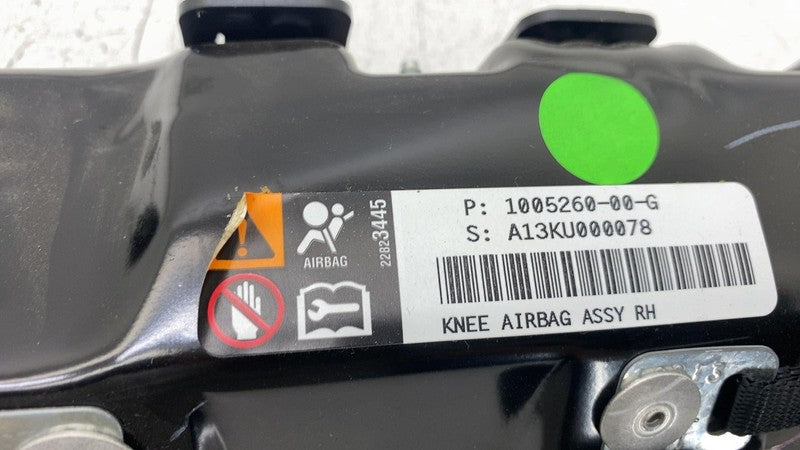 AIRBAG
22823445
P: 1005260-00-G
S: A13KU000078
KNEE AIRBAG ASSY RH